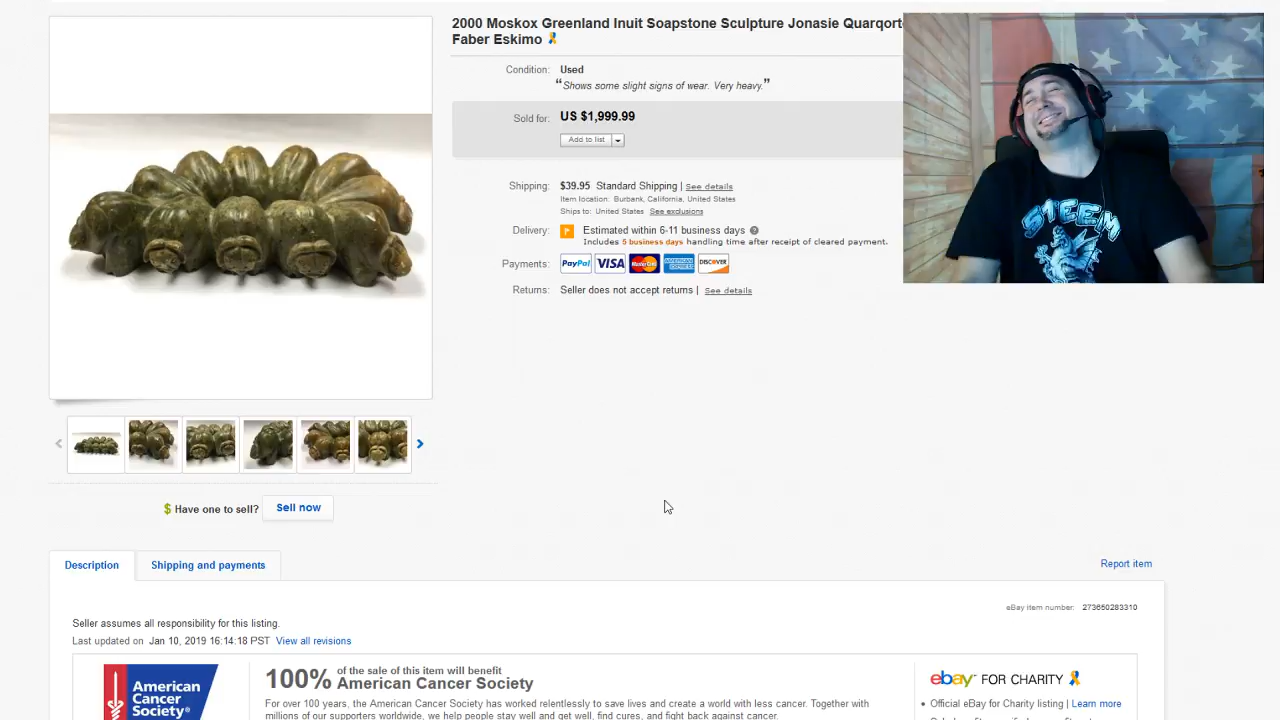 2000 Moskox Greenland Inuit Soapstone Sculpture Jonasie Quarqort
Faber Eskimo
Condition: Used
“Shows some slight signs of wear. Very heavy.”
Sold for: US $1,999.99
Add to list
Shipping: $39.95 Standard Shipping | See details
Item location: Burbank, California, United States
Ships to: United States See exclusions
Delivery: Estimated within 6-11 business days
Includes 5 business days handling time after receipt of cleared payment.
Payments: PayPal VISA MasterCard AMERICAN EXPRESS DISCOVER
Returns: Seller does not accept returns | See details
STEEM
$ Have one to sell? Sell now
Description Shipping and payments Report item
eBay item number: 273650283310
Seller assumes all responsibility for this listing.
Last updated on Jan 10, 2019 16:14:18 PST View all revisions
American
Cancer
Society®
100% of the sale of this item will benefit
American Cancer Society
For over 100 years, the American Cancer Society has worked relentlessly to save lives and create a world with less cancer. Together with
millions of our supporters worldwide, we help people stay well and get well, find cures, and fight back against cancer.
ebay™ FOR CHARITY
• Official eBay for Charity listing | Learn more